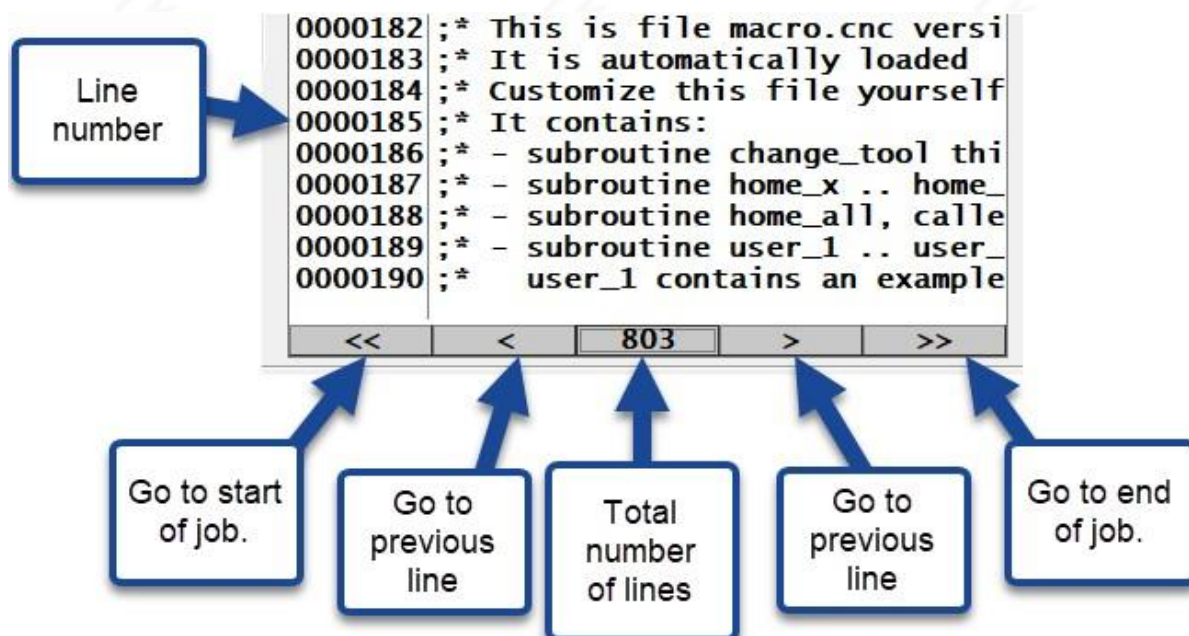 Line
number
0000182 ;* This is file macro.cnc versi
0000183 ;* It is automatically loaded
0000184 ;* Customize this file yourself
0000185 ;* It contains:
0000186 ;* - subroutine change_tool thi
0000187 ;* - subroutine home_x .. home_
0000188 ;* - subroutine home_all, calle
0000189 ;* - subroutine user_1 .. user_
0000190 ;*   user_1 contains an example
<< < 803 > >>
Go to start
of job.
Go to
previous
line
Total
number
of lines
Go to
previous
line
Go to end
of job.